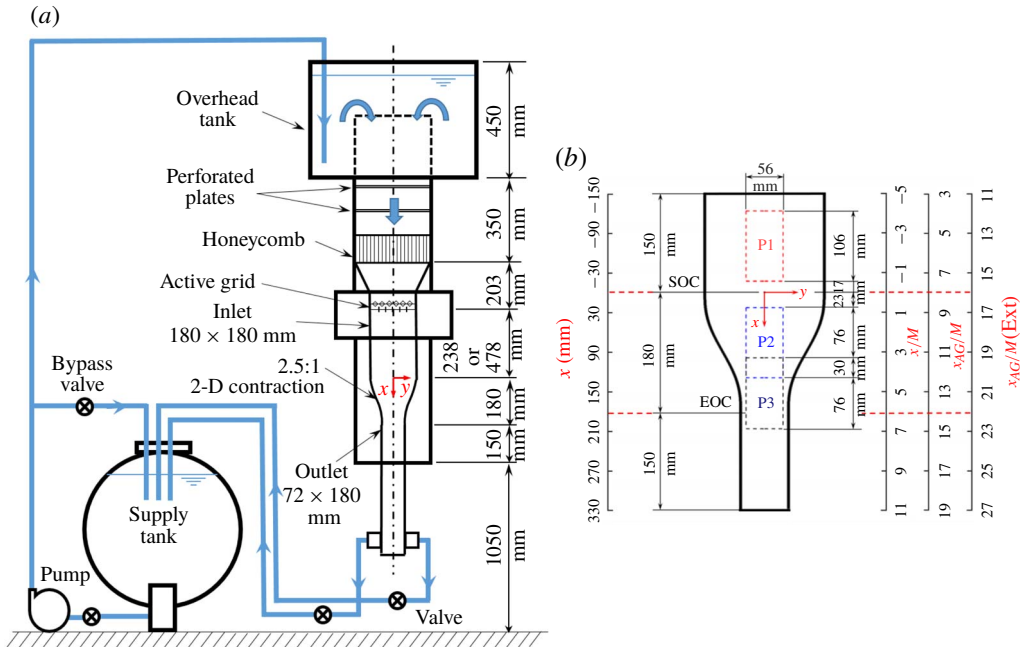 (a)
Overhead
tank
450
mm
Perforated
plates
350
mm
Honeycomb
Active grid
203
mm
Inlet
180 × 180 mm
238
or
478
mm
2.5:1
2-D contraction
x
y
180
mm
150
mm
Outlet
72 × 180
mm
Bypass
valve
Supply
tank
1050
mm
Pump
Valve
(b)
56
mm
−150
−90
−30
30
90
150
210
270
330
x (mm)
150
mm
180
mm
150
mm
SOC
EOC
P1
P2
P3
y
x
106
mm
17
23
mm
76
mm
30
mm
76
mm
−5
−3
−1
1
3
5
7
9
11
x/M
3
5
7
9
11
13
15
17
19
xAG/M
11
13
15
17
19
21
23
25
27
xAG/M(Ext)